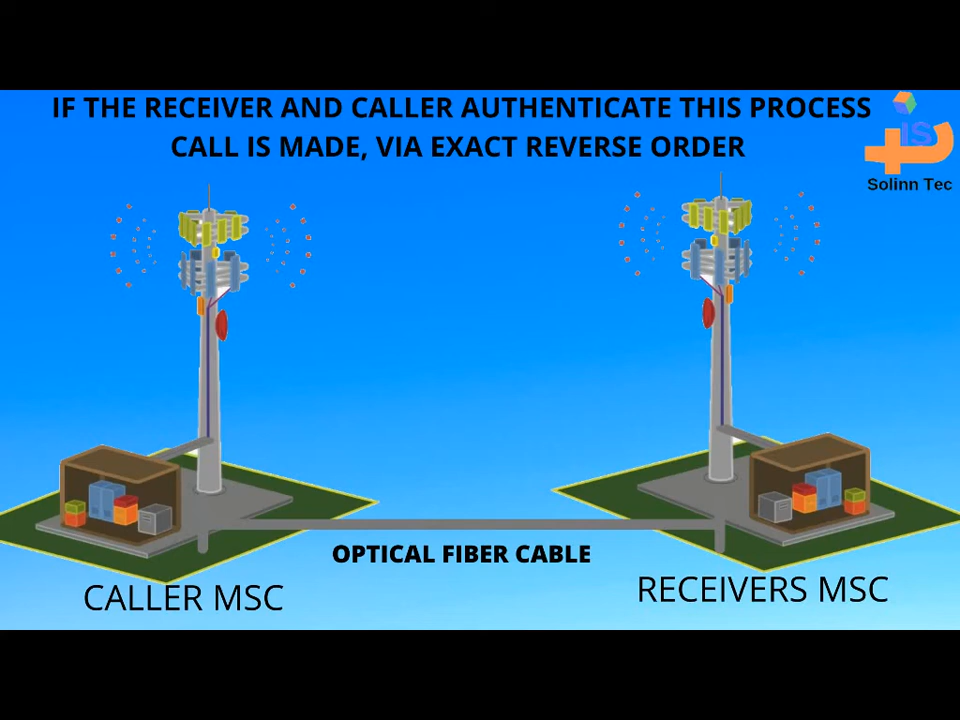 IF THE RECEIVER AND CALLER AUTHENTICATE THIS PROCESS
CALL IS MADE, VIA EXACT REVERSE ORDER
IS
Solinn Tec
OPTICAL FIBER CABLE
CALLER MSC
RECEIVERS MSC